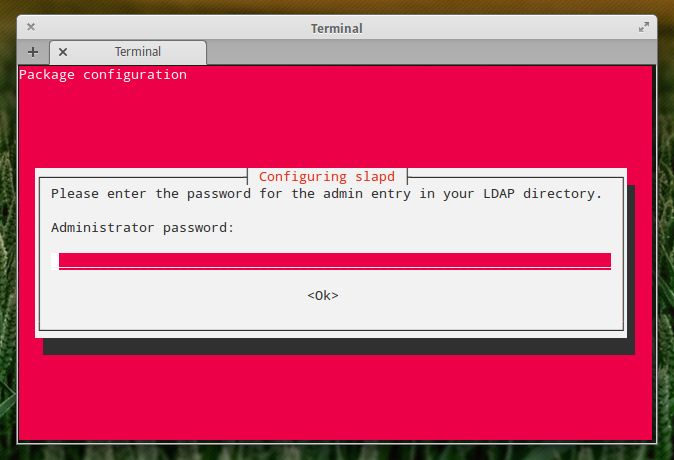 Terminal
Terminal
Package configuration
Configuring slapd
Please enter the password for the admin entry in your LDAP directory.
Administrator password:
<Ok>